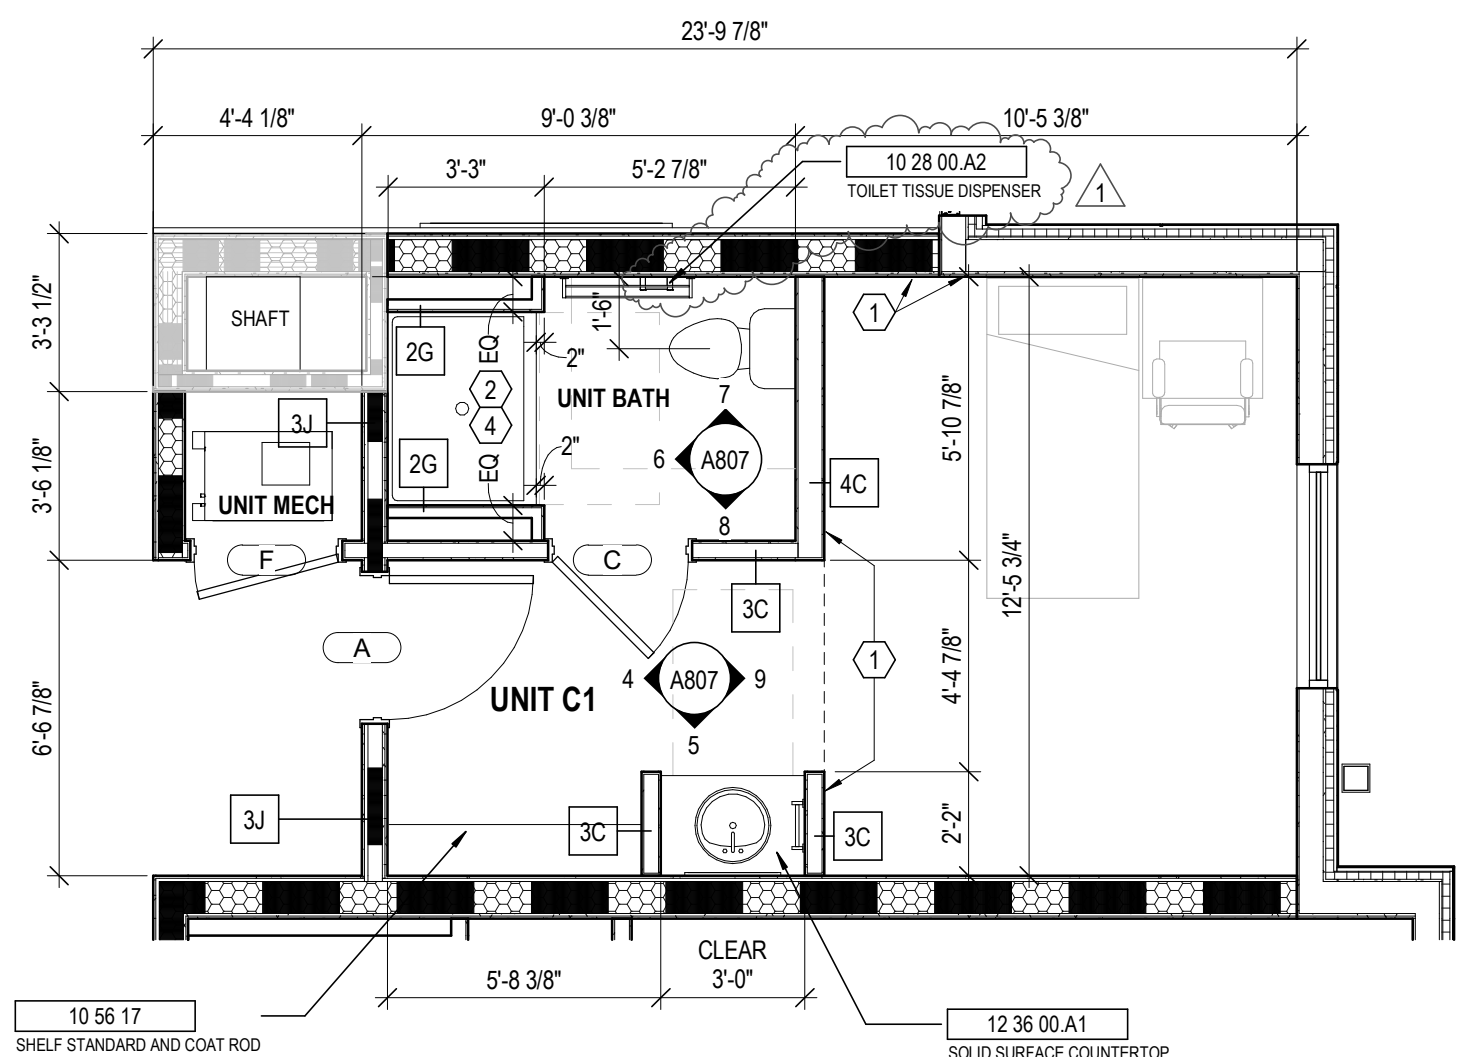 23'-9 7/8"
4'-4 1/8"
9'-0 3/8"
10'-5 3/8"
3'-3"
5'-2 7/8"
10 28 00.A2
TOILET TISSUE DISPENSER
1
3'-3 1/2"
SHAFT
2G
EQ
2"
1'-6"
1
2
4
UNIT BATH
7
3J
2G
EQ
2"
6
A807
8
4C
5'-10 7/8"
3'-6 1/8"
UNIT MECH
F
C
3C
12'-5 3/4"
A
UNIT C1
4
A807
9
5
1
4'-4 7/8"
6'-6 7/8"
3J
3C
3C
2'-2"
CLEAR
5'-8 3/8"
3'-0"
10 56 17
SHELF STANDARD AND COAT ROD
12 36 00.A1
SOLID SURFACE COUNTERTOP